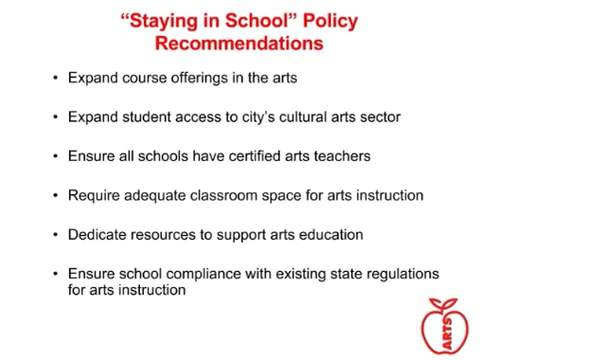 “Staying in School” Policy
Recommendations
• Expand course offerings in the arts
• Expand student access to city’s cultural arts sector
• Ensure all schools have certified arts teachers
• Require adequate classroom space for arts instruction
• Dedicate resources to support arts education
• Ensure school compliance with existing state regulations
for arts instruction
ARTS